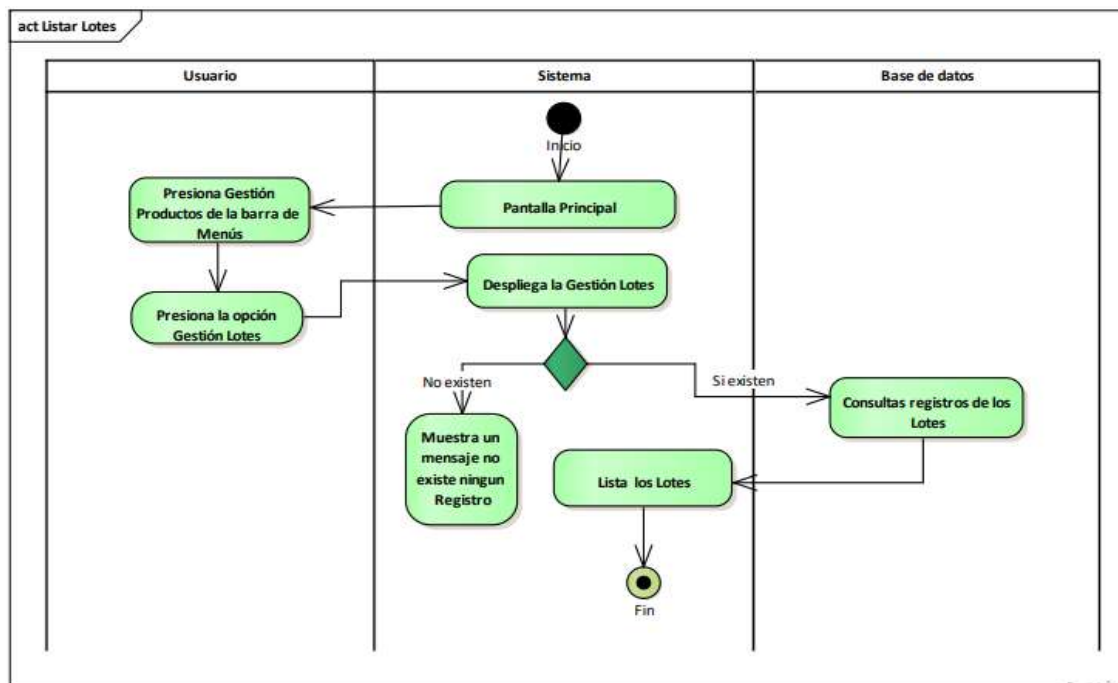 act Listar Lotes
Usuario
Sistema
Base de datos
Inicio
Pantalla Principal
Presiona Gestión
Productos de la barra de
Menús
Presiona la opción
Gestión Lotes
Despliega la Gestión Lotes
No existen
Si existen
Muestra un
mensaje no
existe ningun
Registro
Consultas registros de los
Lotes
Lista los Lotes
Fin